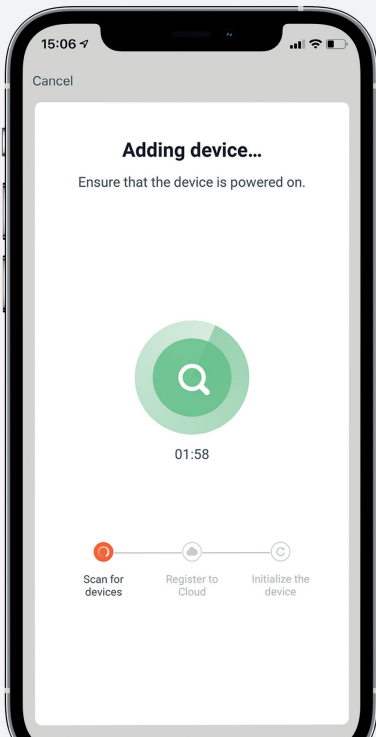 15:06
Cancel
Adding device...
Ensure that the device is powered on.
01:58
Scan for
devices
Register to
Cloud
Initialize the
device